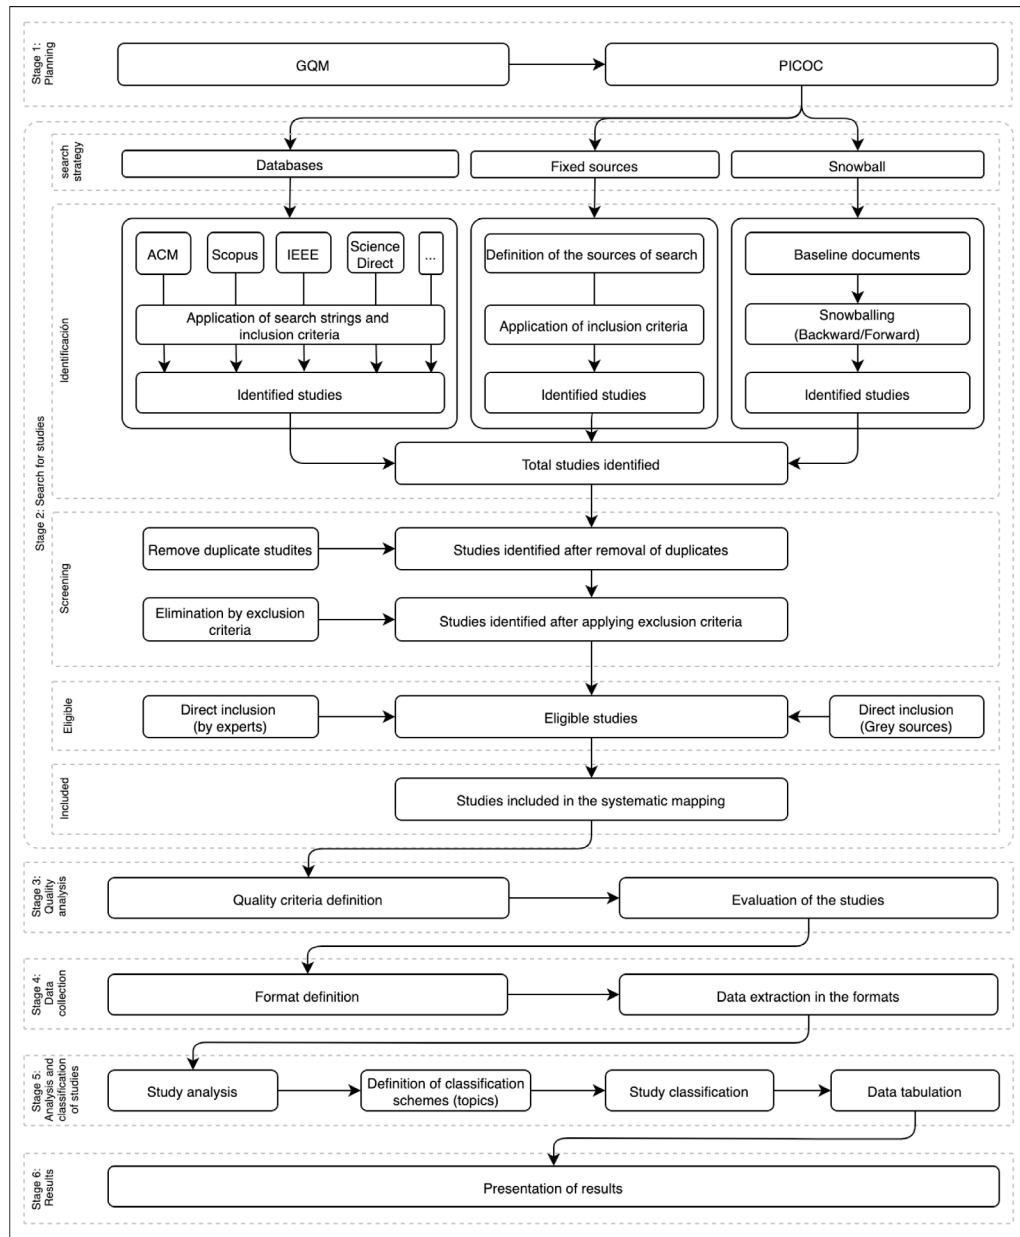 Stage 1:
Planning
GQM
PICOC
search
strategy
Databases
Fixed sources
Snowball
Stage 2: Search for studies
Identificación
ACM
Scopus
IEEE
Science
Direct
...
Application of search strings and
inclusion criteria
Identified studies
Definition of the sources of search
Application of inclusion criteria
Identified studies
Baseline documents
Snowballing
(Backward/Forward)
Identified studies
Total studies identified
Screening
Remove duplicate studites
Studies identified after removal of duplicates
Elimination by exclusion
criteria
Studies identified after applying exclusion criteria
Eligible
Direct inclusion
(by experts)
Eligible studies
Direct inclusion
(Grey sources)
Included
Studies included in the systematic mapping
Stage 3:
Quality
analysis
Quality criteria definition
Evaluation of the studies
Stage 4:
Data
collection
Format definition
Data extraction in the formats
Stage 5:
Analysis and
classification
of studies
Study analysis
Definition of classification
schemes (topics)
Study classification
Data tabulation
Stage 6:
Results
Presentation of results